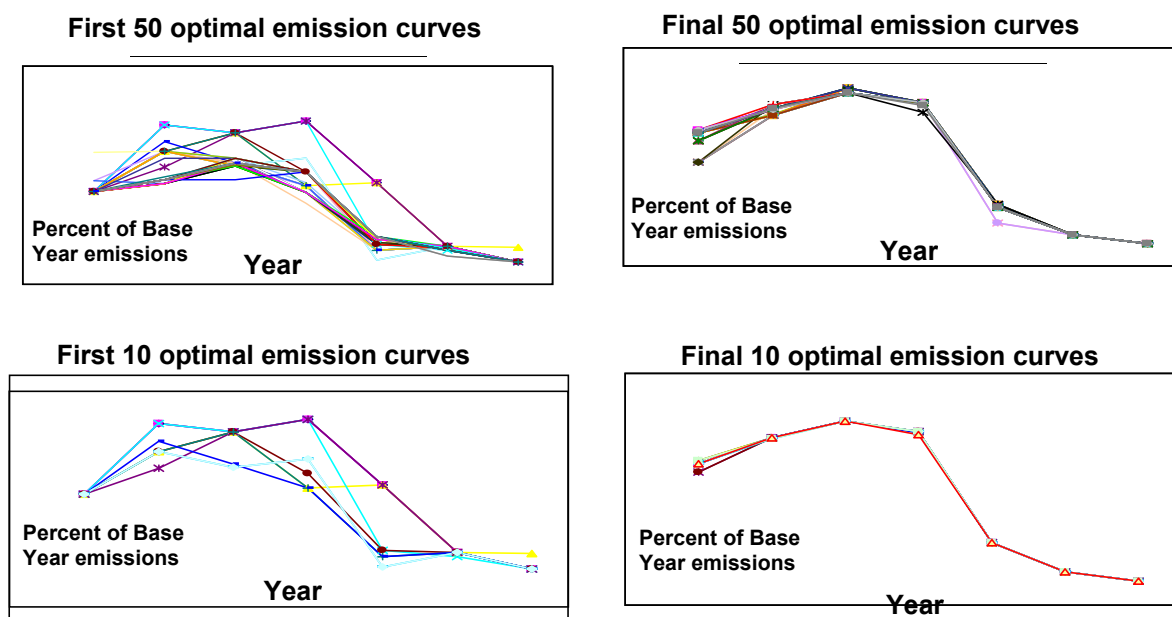 First 50 optimal emission curves
Percent of Base
Year emissions
Year
Final 50 optimal emission curves
Percent of Base
Year emissions
Year
First 10 optimal emission curves
Percent of Base
Year emissions
Year
Final 10 optimal emission curves
Percent of Base
Year emissions
Year